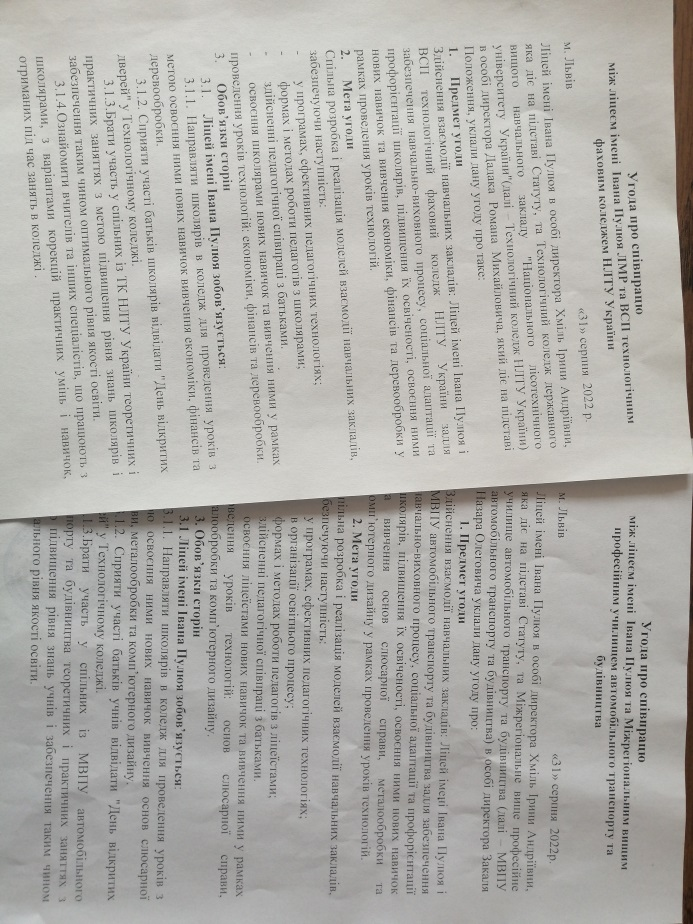 Угода про співпрацю
між ліцеєм імені Івана Пулюя ЛМР та ВСП технологічним
фаховим коледжем НЛТУ України
м. Львів «31» серпня 2022 р.
Ліцей імені Івана Пулюя в особі директора Хміль Ірини Андріївни,
яка діє на підставі Статуту, та Технологічний коледж державного
вищого навчального закладу "Національного лісотехнічного
університету України"(далі – Технологічний коледж НЛТУ України)
в особі директора Дадака Романа Михайловича, який діє на підставі
Положення, уклали дану угоду про таке:
1. Предмет угоди
Здійснення взаємодії навчальних закладів: Ліцей імені Івана Пулюя і
ВСП технологічний фаховий коледж НЛТУ України задля
забезпечення навчально-виховного процесу, соціальної адаптації та
профорієнтації школярів, підвищення їх освіченості, освоєння ними
нових навичок та вивчення економіки, фінансів та деревообробки у
рамках проведення уроків технологій.
2. Мета угоди
Спільна розробка і реалізація моделей взаємодії навчальних закладів,
забезпечуючи наступність:
- у програмах, ефективних педагогічних технологіях;
- формах і методах роботи педагогів з школярами;
- здійсненні педагогічної співпраці з батьками.
- освоєння школярами нових навичок та вивчення ними у рамках
проведення уроків технологій: економіки, фінансів та деревообробки.
3. Обов'язки сторін
3.1. Ліцей імені Івана Пулюя зобов'язується:
3.1.1. Направляти школярів в коледж для проведення уроків з
метою освоєння ними нових навичок вивчення економіки, фінансів та
деревообробки.
3.1.2. Сприяти участі батьків школярів відвідати "День відкритих
дверей"у Технологічному коледжі.
3.1.3.Брати участь у спільних із ТК НЛТУ України теоретичних і
практичних заняттях з метою підвищення рівня знань школярів і
забезпечення таким чином оптимального рівня якості освіти.
3.1.4.Ознайомити вчителів та інших спеціалістів, що працюють з
школярами, з варіантами корекцій практичних умінь і навичок,
отриманих під час занять в коледжі .
Угода про співпрацю
між ліцеєм імені Івана Пулюя та Міжрегіональним вищим
професійним училищем автомобільного транспорту та
будівництва
м. Львів «31» серпня 2022р.
Ліцей імені Івана Пулюя в особі директора Хміль Ірини Андріївни,
яка діє на підставі Статуту, та Міжрегіональне вище професійне
училище автомобільного транспорту та будівництва (далі – МВПУ
автомобільного транспорту та будівництва) в особі директора Закаля
Назара Олеговича уклали дану угоду про:
1. Предмет угоди
Здійснення взаємодії навчальних закладів: Ліцей імені Івана Пулюя і
МВПУ автомобільного транспорту та будівництва задля забезпечення
навчально-виховного процесу, соціальної адаптації та профорієнтації
школярів, підвищення їх освіченості, освоєння ними нових навичок
а вивчення основ слюсарної справи, металообробки та
омп'ютерного дизайну у рамках проведення уроків технологій.
2. Мета угоди
пільна розробка і реалізація моделей взаємодії навчальних закладів,
безпечуючи наступність:
у програмах, ефективних педагогічних технологіях;
в організації освітнього процесу;
формах і методах роботи педагогів з ліцеїстами;
здійсненні педагогічної співпраці з батьками.
освоєння ліцеїстами нових навичок та вивчення ними у рамках
ведення уроків технологій: основ слюсарної справи,
алообробки та комп'ютерного дизайну.
3. Обов'язки сторін
3.1 Ліцей імені Івана Пулюя зобов'язується:
3.1.1. Направляти школярів в коледж для проведення уроків з
ю освоєння ними нових навичок вивчення основ слюсарної
ви, металообробки та комп'ютерного дизайну.
.1.2. Сприяти участі батьків учнів відвідати "День відкритих
ей" у Технологічному коледжі.
.1.3.Брати участь у спільних із МВПУ автомобільного
порту та будівництва теоретичних і практичних заняттях з
підвищення рівня знань учнів і забезпечення таким чином
ального рівня якості освіти.